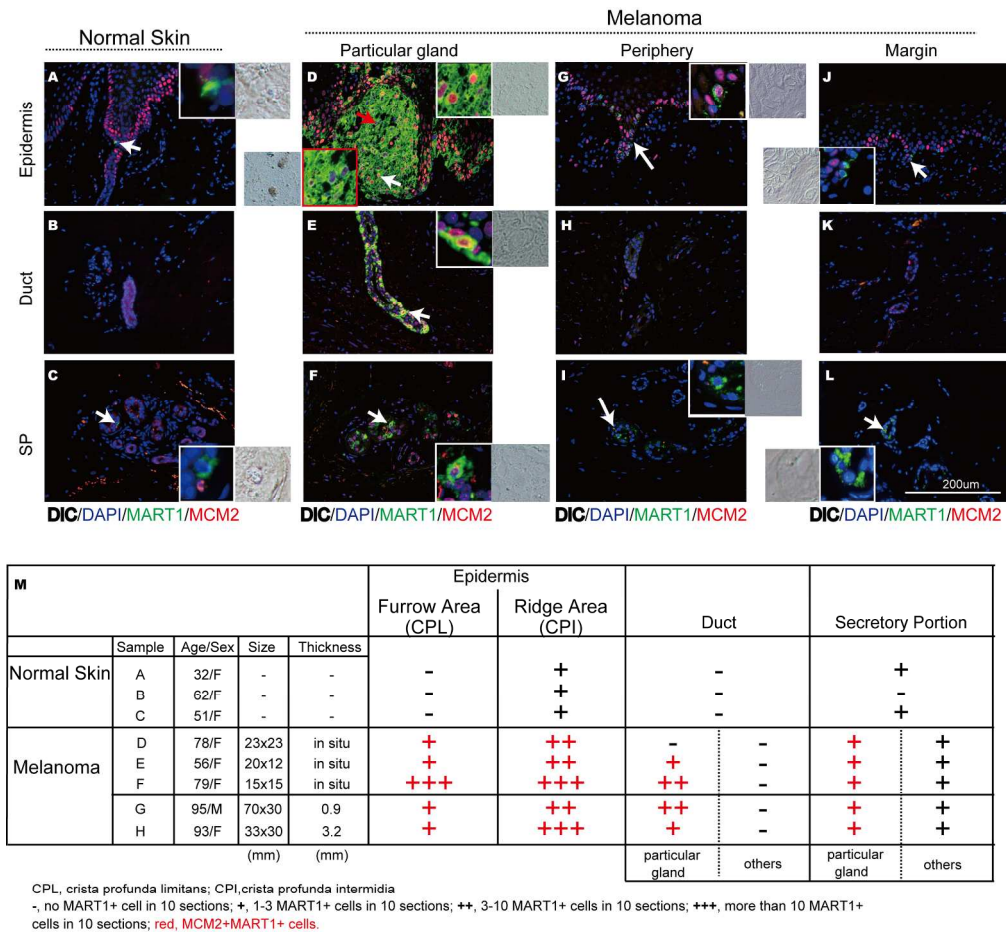 Normal Skin
Melanoma
Particular gland
Periphery
Margin
Epidermis
A
D
G
J
Duct
B
E
H
K
SP
C
F
I
L
200um
DIC/DAPI/MART1/MCM2
DIC/DAPI/MART1/MCM2
DIC/DAPI/MART1/MCM2
DIC/DAPI/MART1/MCM2
M
Epidermis
Furrow Area (CPL)
Ridge Area (CPI)
Duct
Secretory Portion
Sample Age/Sex Size Thickness
Normal Skin
A 32/F - - - + - +
B 62/F - - - + - -
C 51/F - - - + - +
Melanoma
D 78/F 23x23 in situ + ++ - - + +
E 56/F 20x12 in situ + ++ + - + +
F 79/F 15x15 in situ +++ +++ ++ - + +
G 95/M 70x30 0.9 + ++ ++ - + +
H 93/F 33x30 3.2 + +++ + - + +
(mm) (mm)
particular gland
others
particular gland
others
CPL, crista profunda limitans; CPI,crista profunda intermidia
-, no MART1+ cell in 10 sections; +, 1-3 MART1+ cells in 10 sections; ++, 3-10 MART1+ cells in 10 sections; +++, more than 10 MART1+
cells in 10 sections; red, MCM2+MART1+ cells.